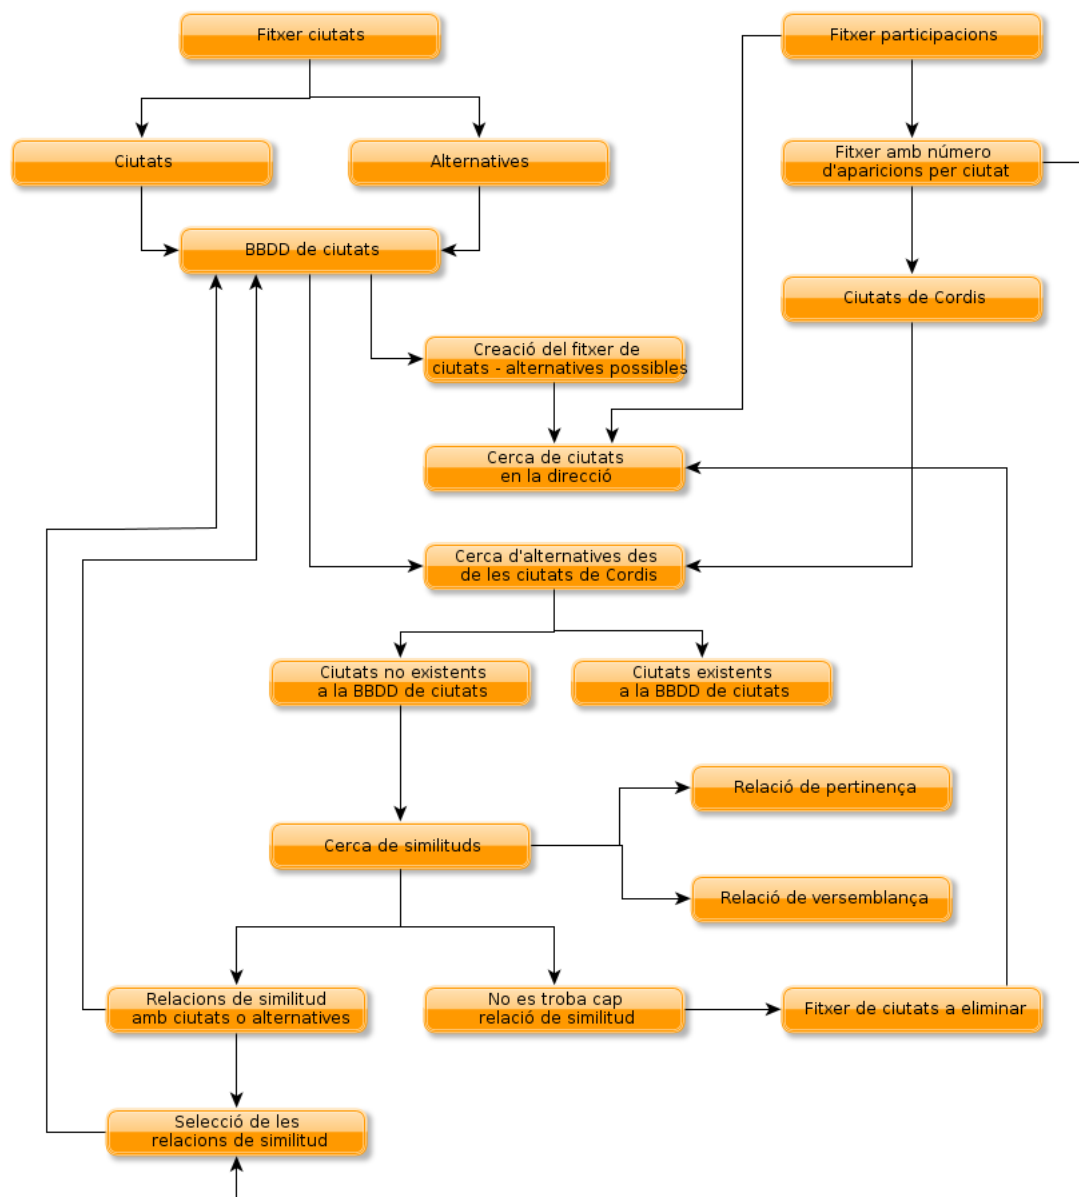 Fitxer ciutats
Fitxer participacions
Ciutats
Alternatives
Fitxer amb número
d'aparicions per ciutat
BBDD de ciutats
Ciutats de Cordis
Creació del fitxer de
ciutats - alternatives possibles
Cerca de ciutats
en la direcció
Cerca d'alternatives des
de les ciutats de Cordis
Ciutats no existents
a la BBDD de ciutats
Ciutats existents
a la BBDD de ciutats
Relació de pertinença
Cerca de similituds
Relació de versemblança
Relacions de similitud
amb ciutats o alternatives
No es troba cap
relació de similitud
Fitxer de ciutats a eliminar
Selecció de les
relacions de similitud